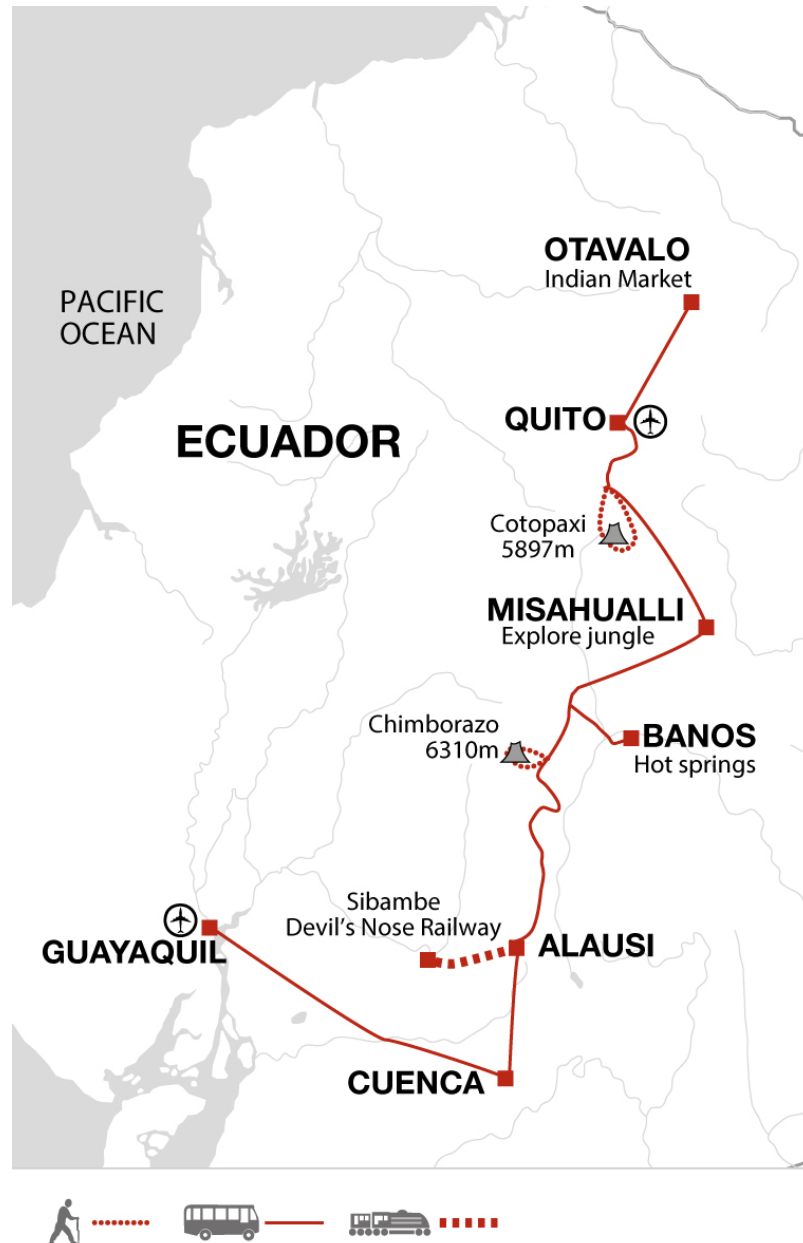 OTAVALO
Indian Market
PACIFIC
OCEAN
QUITO
ECUADOR
Cotopaxi
5897m
MISAHUALLI
Explore jungle
Chimborazo
6310m
BANOS
Hot springs
Sibambe
Devil's Nose Railway
GUAYAQUIL
ALAUSI
CUENCA